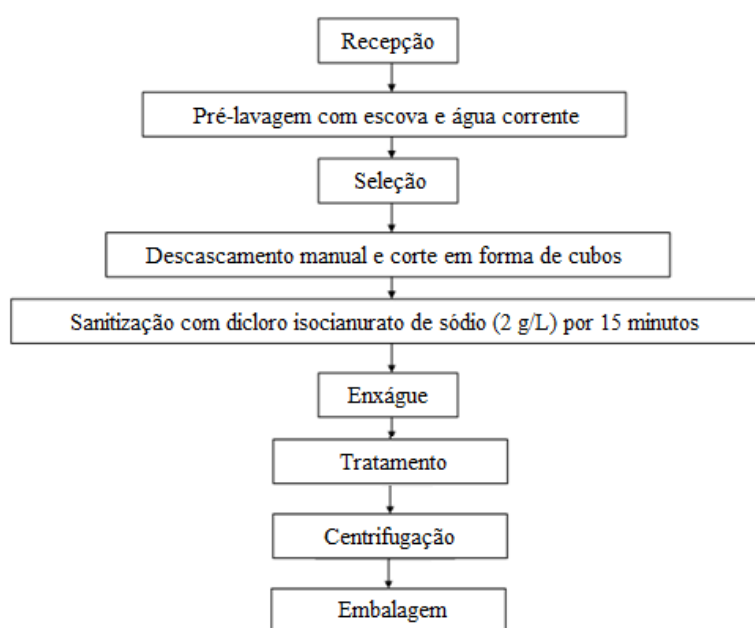 Recepção
Pré-lavagem com escova e água corrente
Seleção
Descascamento manual e corte em forma de cubos
Sanitização com dicloro isocianurato de sódio (2 g/L) por 15 minutos
Enxágue
Tratamento
Centrifugação
Embalagem